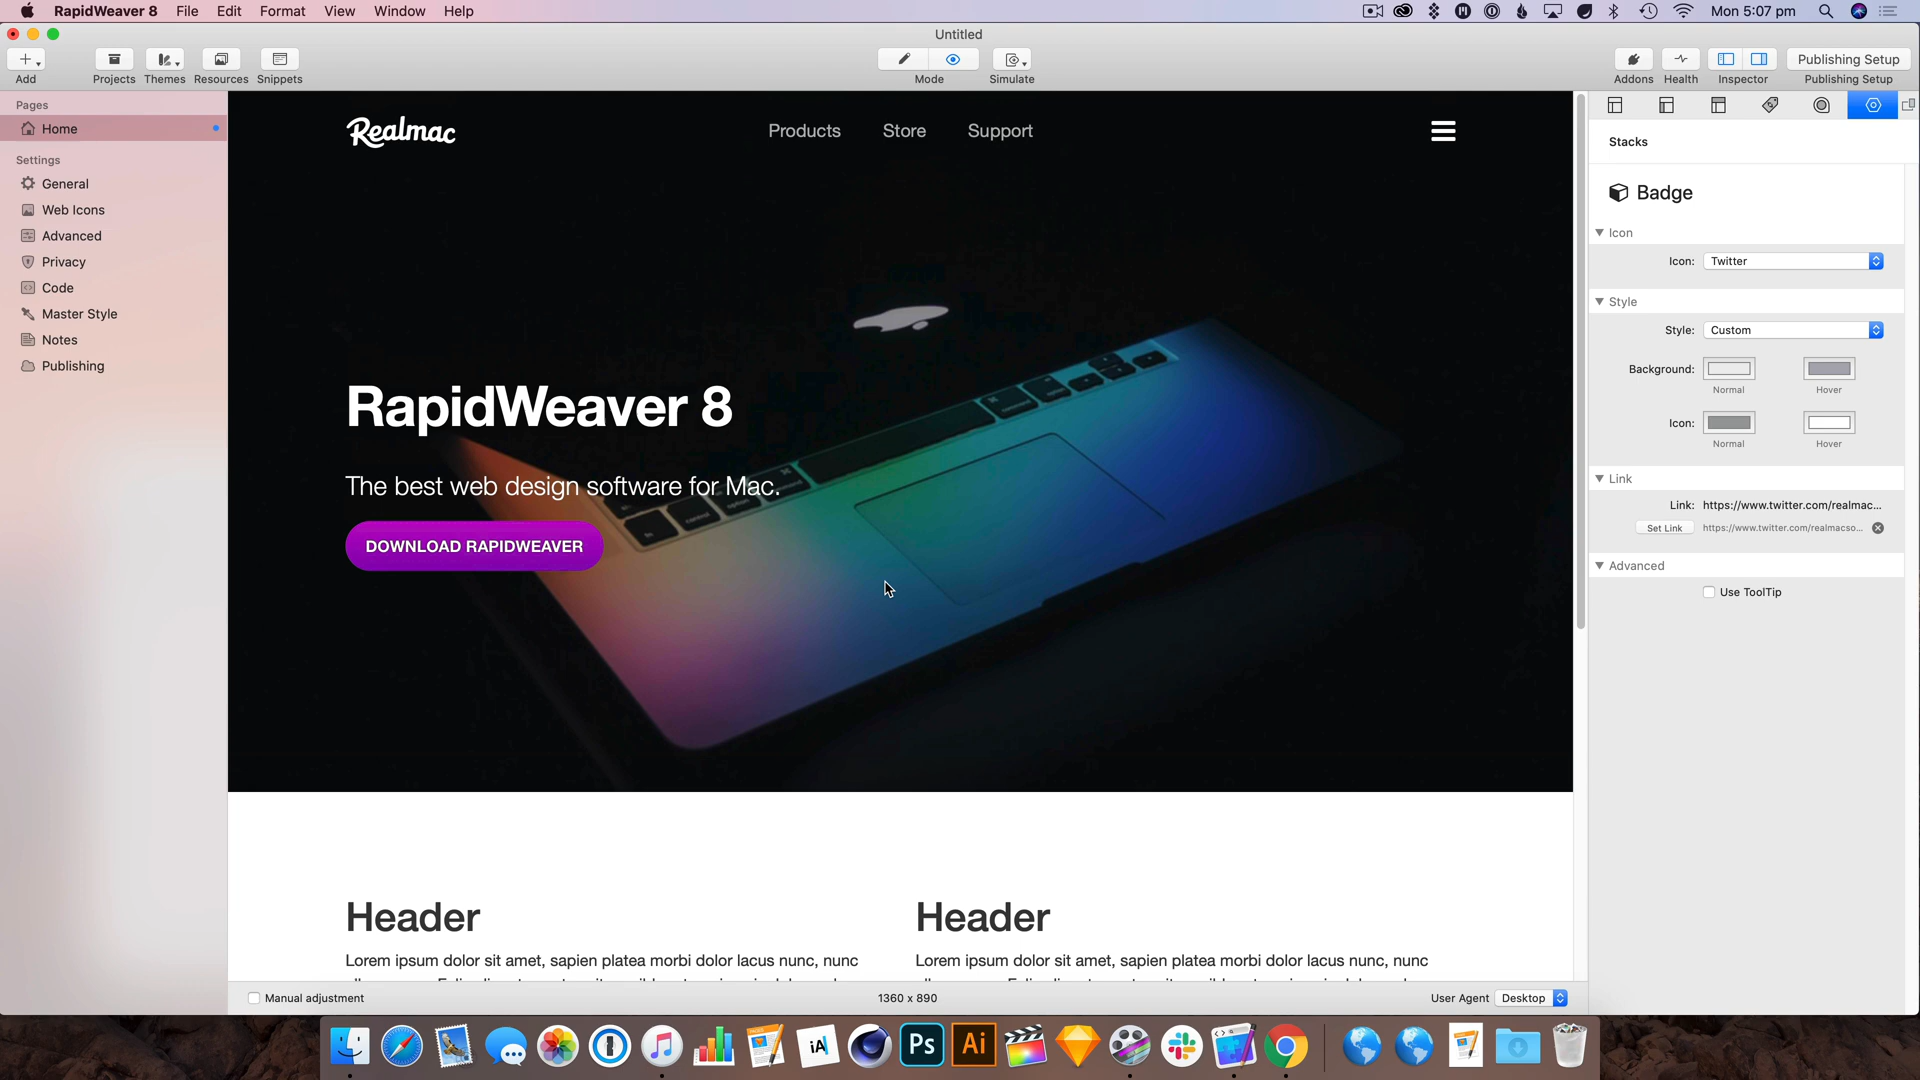 RapidWeaver 8 File Edit Format View Window Help Mon 5:07 pm
Untitled
Add Projects Themes Resources Snippets Mode Simulate Addons Health Inspector Publishing Setup
Publishing Setup
Pages
Home
Settings
General
Web Icons
Advanced
Privacy
Code
Master Style
Notes
Publishing
Realmac Products Store Support
RapidWeaver 8
The best web design software for Mac.
DOWNLOAD RAPIDWEAVER
Header
Lorem ipsum dolor sit amet, sapien platea morbi dolor lacus nunc, nunc
Header
Lorem ipsum dolor sit amet, sapien platea morbi dolor lacus nunc, nunc
Manual adjustment 1360 x 890 User Agent Desktop
Stacks
Badge
Icon
Icon: Twitter
Style
Style: Custom
Background:
Normal Hover
Icon:
Normal Hover
Link
Link: https://www.twitter.com/realmac...
Set Link https://www.twitter.com/realmacso...
Advanced
Use ToolTip
iA Ps Ai